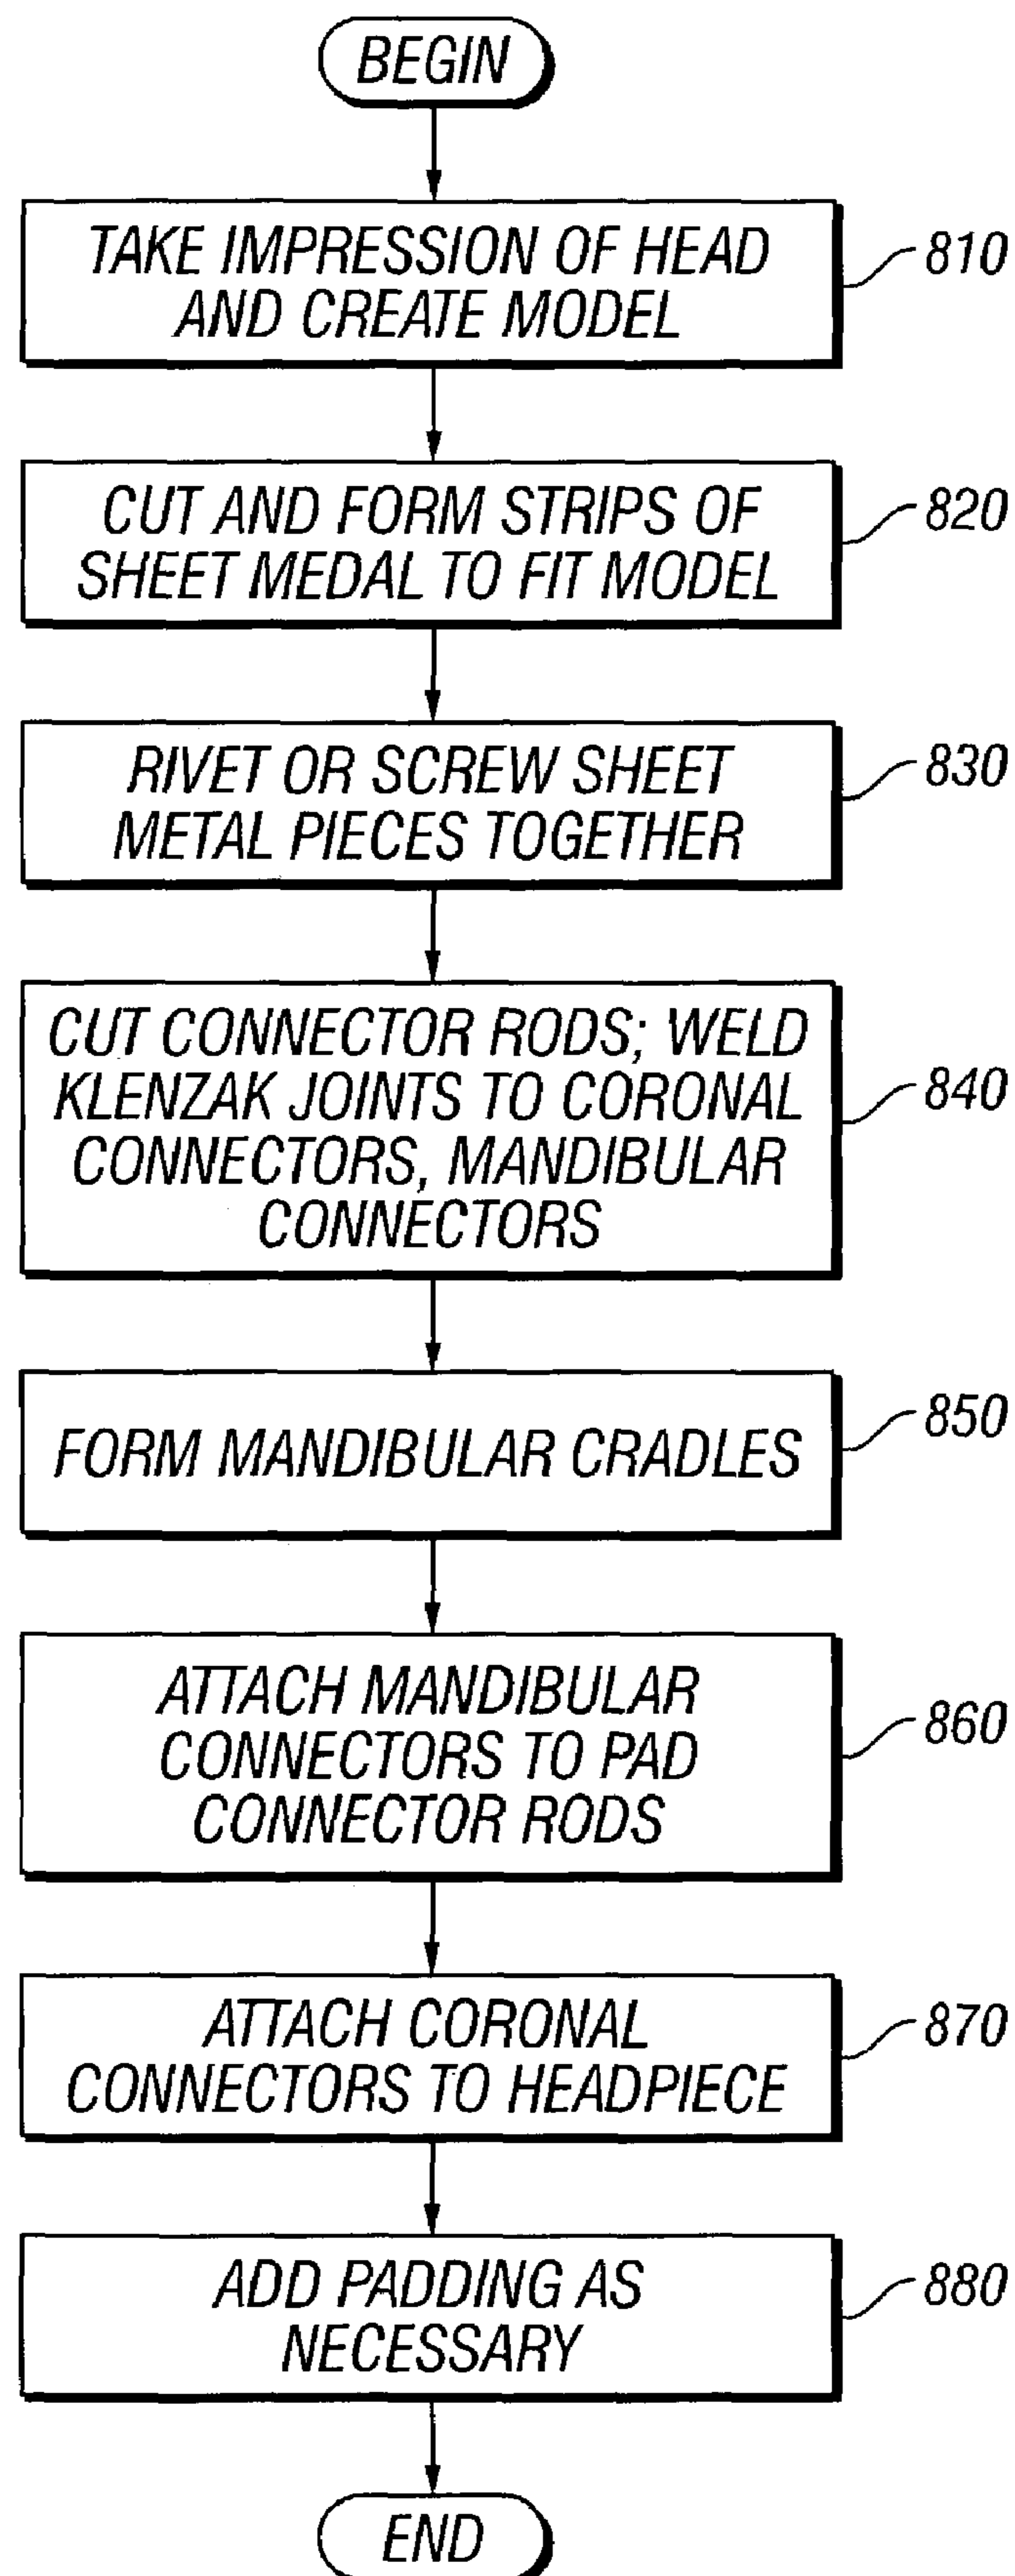 BEGIN
TAKE IMPRESSION OF HEAD
AND CREATE MODEL
810
CUT AND FORM STRIPS OF
SHEET MEDAL TO FIT MODEL
820
RIVET OR SCREW SHEET
METAL PIECES TOGETHER
830
CUT CONNECTOR RODS; WELD
KLENZAK JOINTS TO CORONAL
CONNECTORS, MANDIBULAR
CONNECTORS
840
FORM MANDIBULAR CRADLES
850
ATTACH MANDIBULAR
CONNECTORS TO PAD
CONNECTOR RODS
860
ATTACH CORONAL
CONNECTORS TO HEADPIECE
870
ADD PADDING AS
NECESSARY
880
END